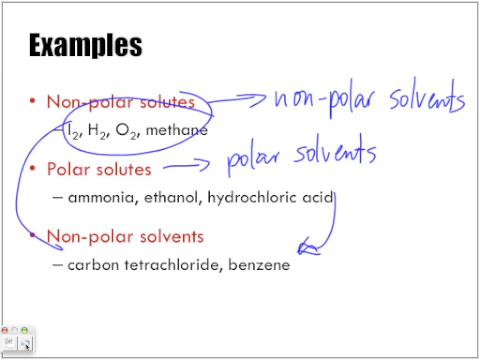 Examples
• Non-polar solutes non-polar solvents
– I2, H2, O2, methane
• Polar solutes polar solvents
– ammonia, ethanol, hydrochloric acid
• Non-polar solvents
– carbon tetrachloride, benzene